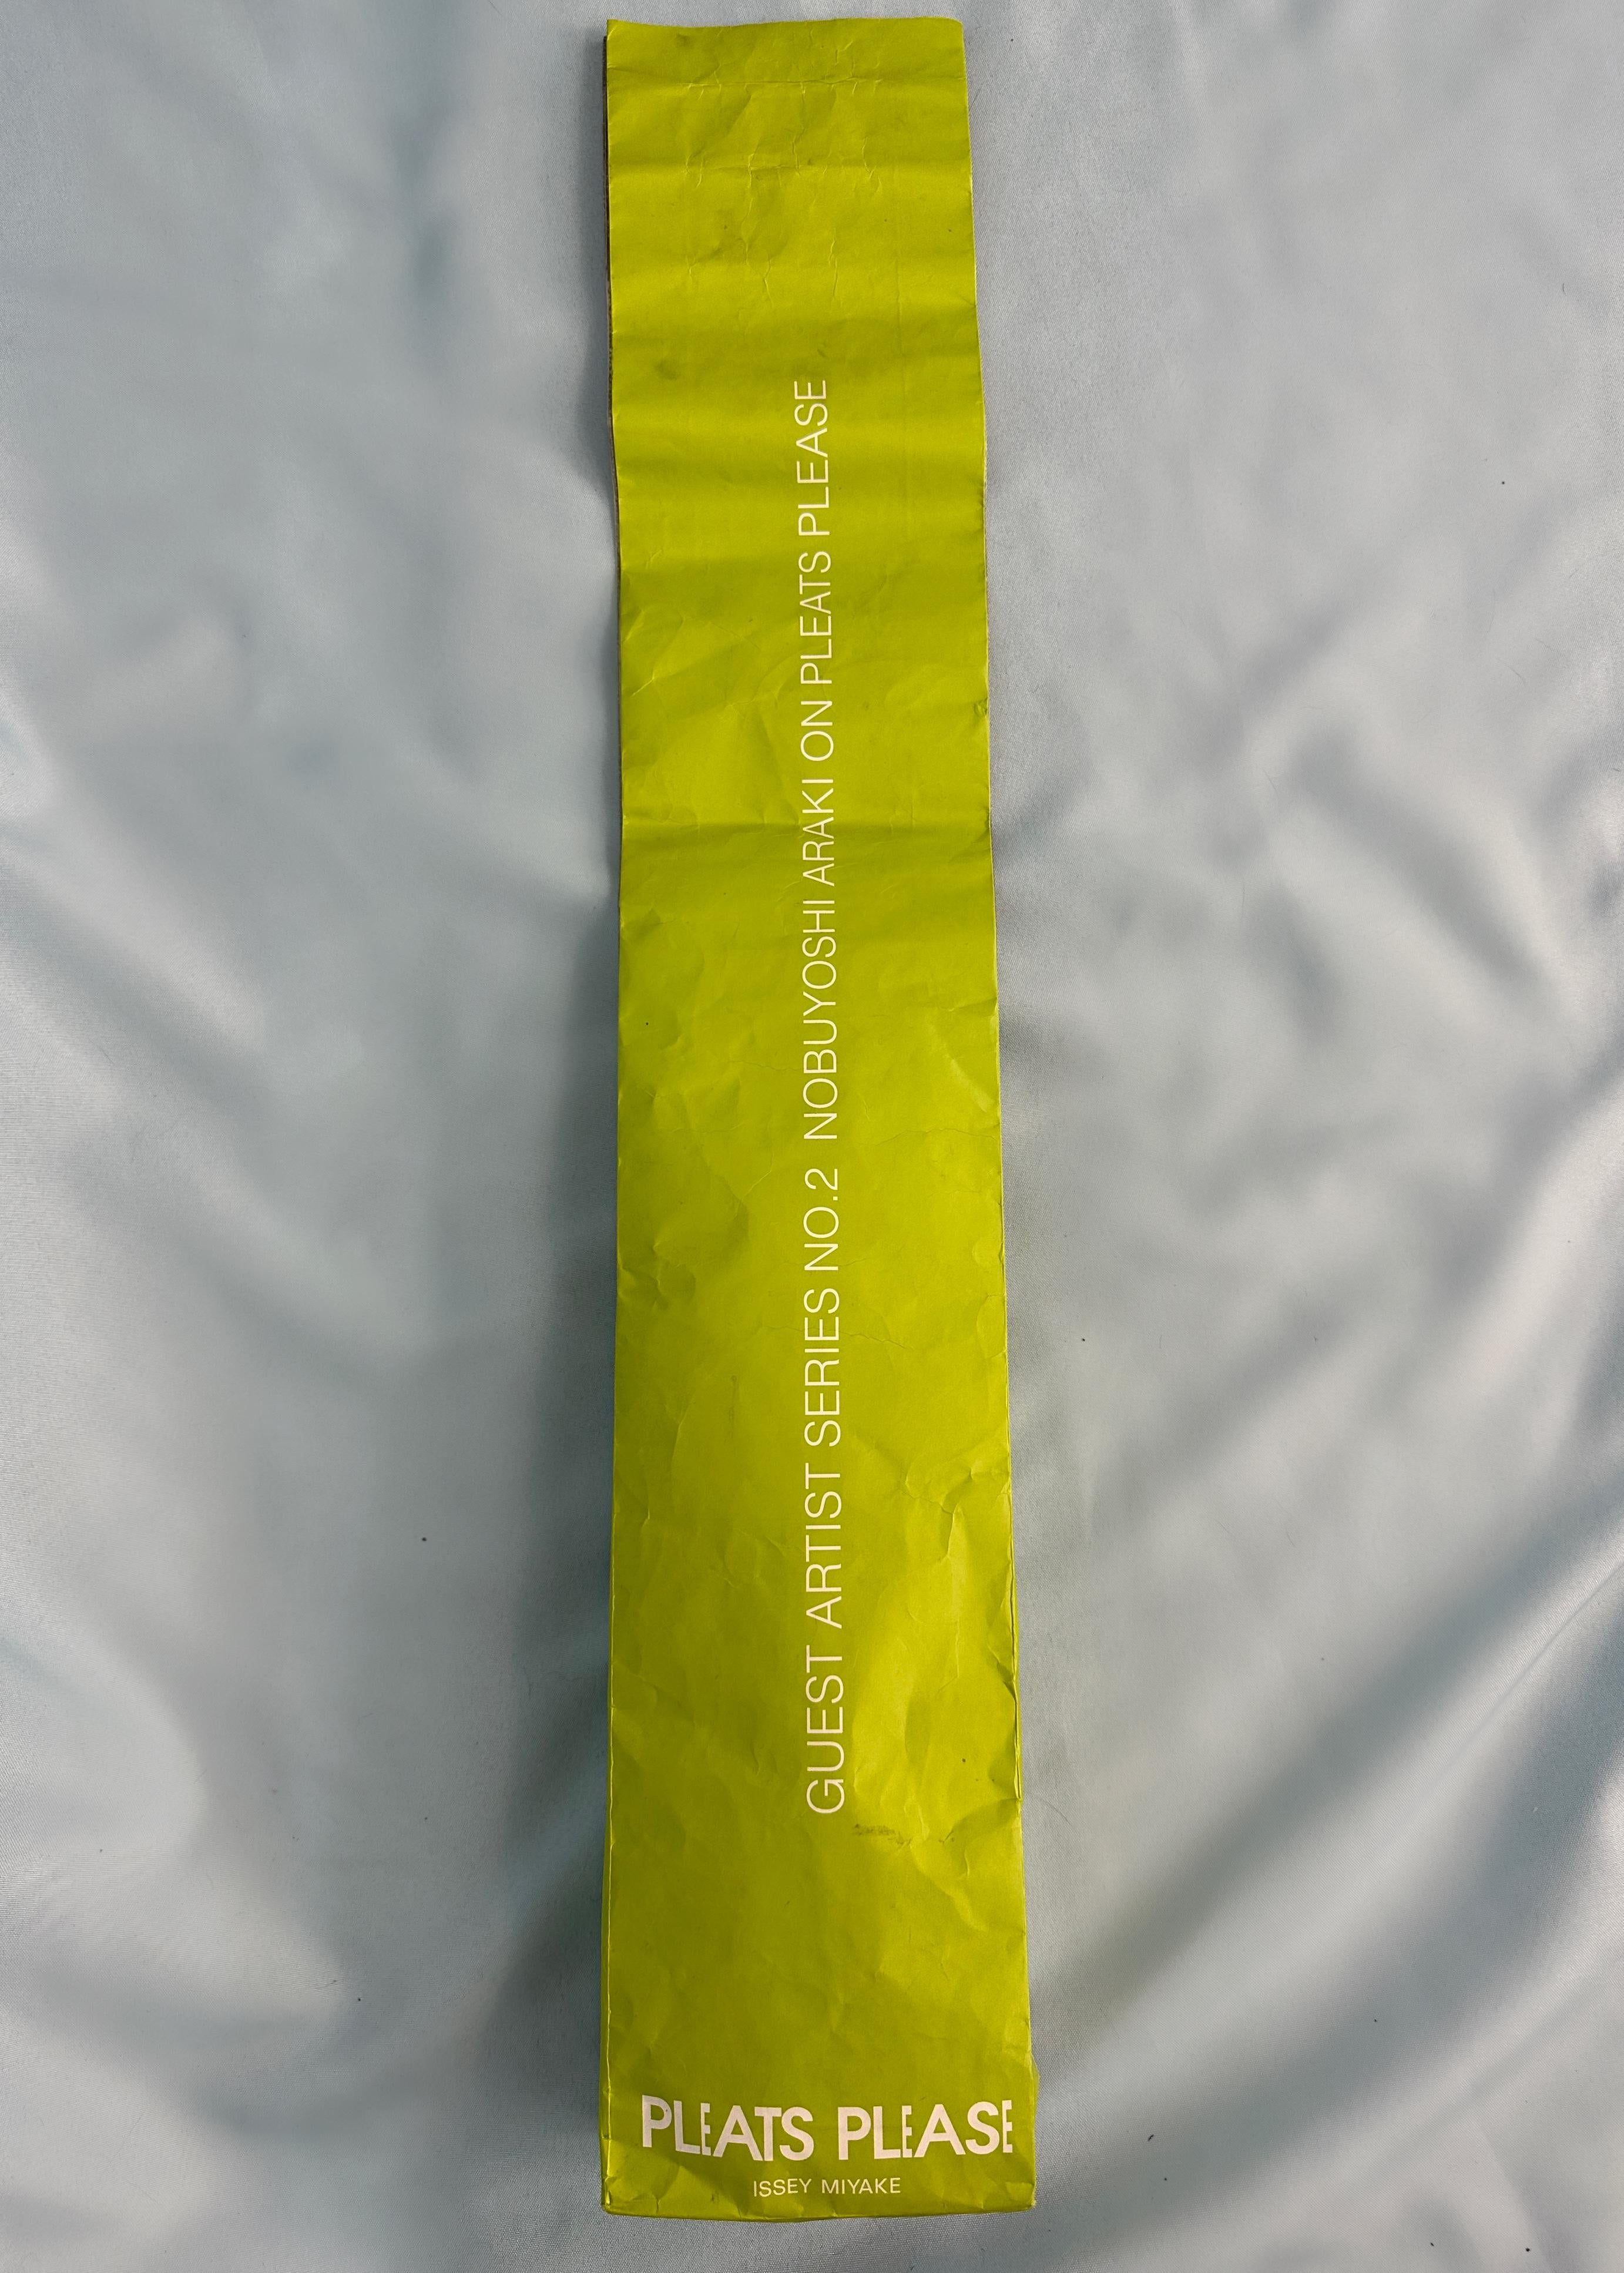 GUEST ARTIST SERIES NO.2 NOBUYOSHI ARAKI ON PLEATS PLEASE
PLEATS PLEASE
ISSEY MIYAKE